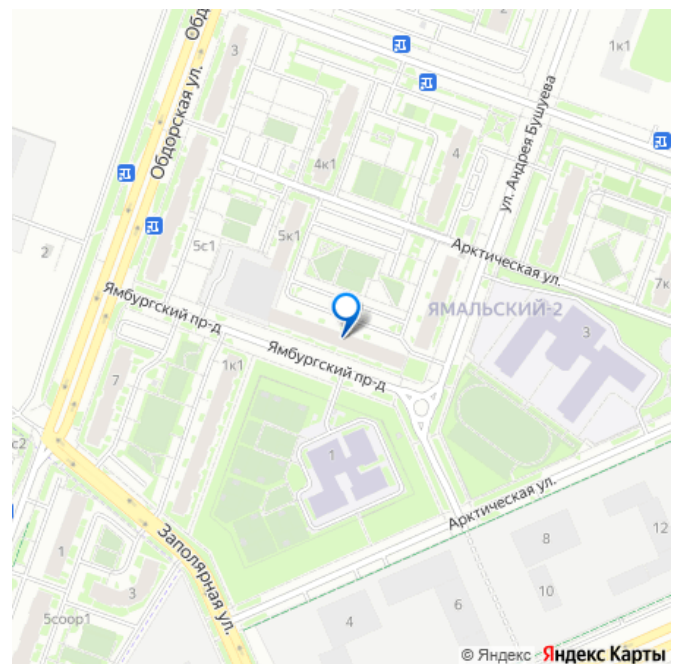 Обд
3
1к1
Обдорская ул.
ул. Андрея Бушуева
4к1
4
2
5с1
5к1
Арктическая ул.
7к
Ямбургский пр-д
ЯМАЛЬСКИЙ-2
3
Ямбургский пр-д
7
1к1
с2
1
Арктическая ул.
Заполярная ул.
1
3
8
12
10
5соор1
4
6
© Яндекс Яндекс Карты